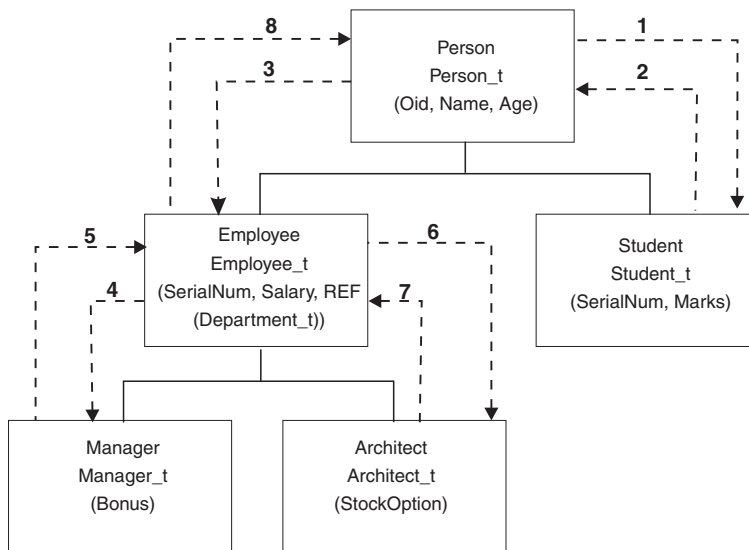 8
1
Person
3
2
Person_t
(Oid, Name, Age)
5
Employee
6
Student
Employee_t
Student_t
4
(SerialNum, Salary, REF
7
(SerialNum, Marks)
(Department_t))
Manager
Architect
Manager_t
Architect_t
(Bonus)
(StockOption)